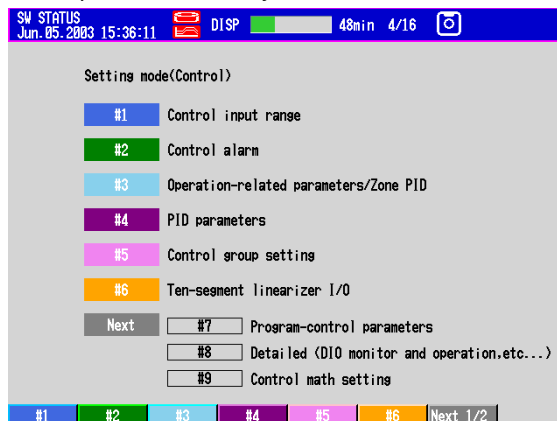 SW STATUS
Jun.05.2003 15:36:11 DISP 48min 4/16
Setting mode(Control)
#1 Control input range
#2 Control alarm
#3 Operation-related parameters/Zone PID
#4 PID parameters
#5 Control group setting
#6 Ten-segment linearizer I/O
Next #7 Program-control parameters
#8 Detailed (DIO monitor and operation,etc...)
#9 Control math setting
#1 #2 #3 #4 #5 #6 Next 1/2